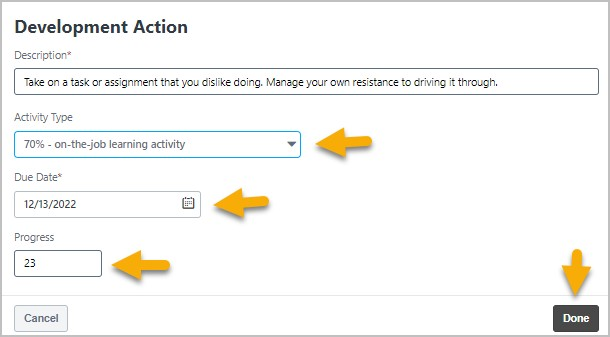 Development Action
Description*
Take on a task or assignment that you dislike doing. Manage your own resistance to driving it through.
Activity Type
70% - on-the-job learning activity
Due Date*
12/13/2022
Progress
23
Cancel
Done